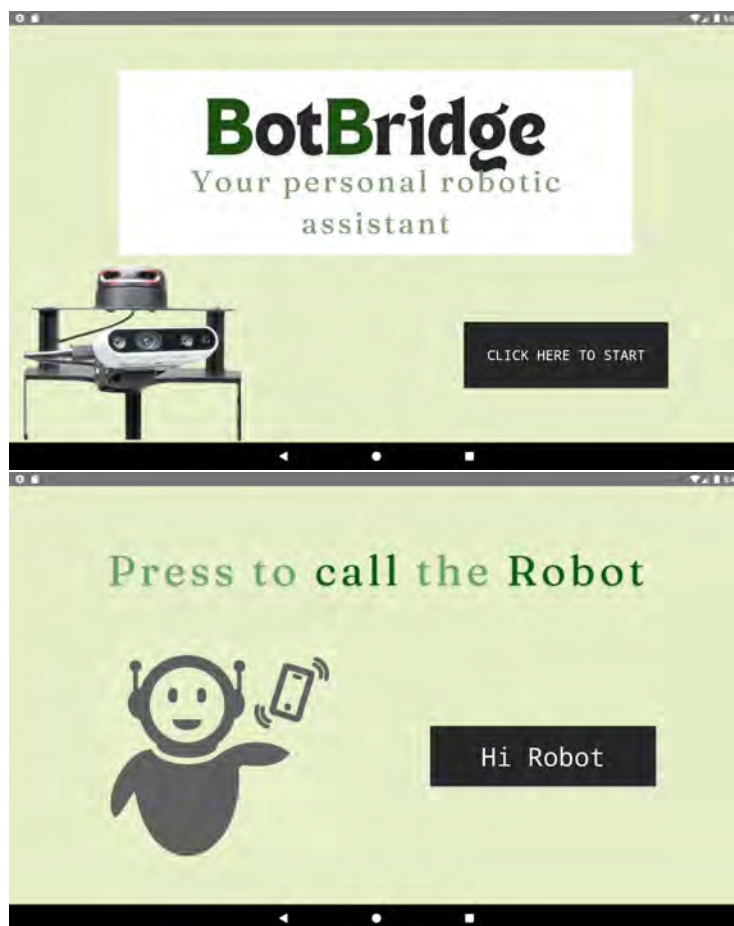 BotBridge
Your personal robotic
assistant
CLICK HERE TO START
Press to call the Robot
Hi Robot